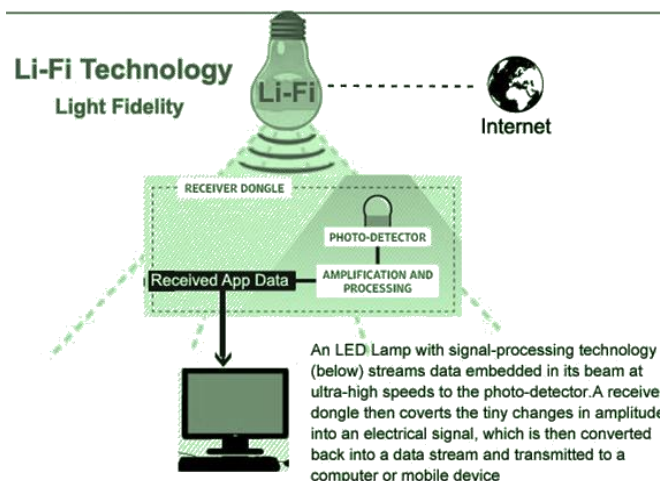 Li-Fi Technology
Light Fidelity
Li-Fi
Internet
RECEIVER DONGLE
PHOTO-DETECTOR
Received App Data
AMPLIFICATION AND
PROCESSING
An LED Lamp with signal-processing technology
(below) streams data embedded in its beam at
ultra-high speeds to the photo-detector.A receive
dongle then coverts the tiny changes in amplitude
into an electrical signal, which is then converted
back into a data stream and transmitted to a
computer or mobile device